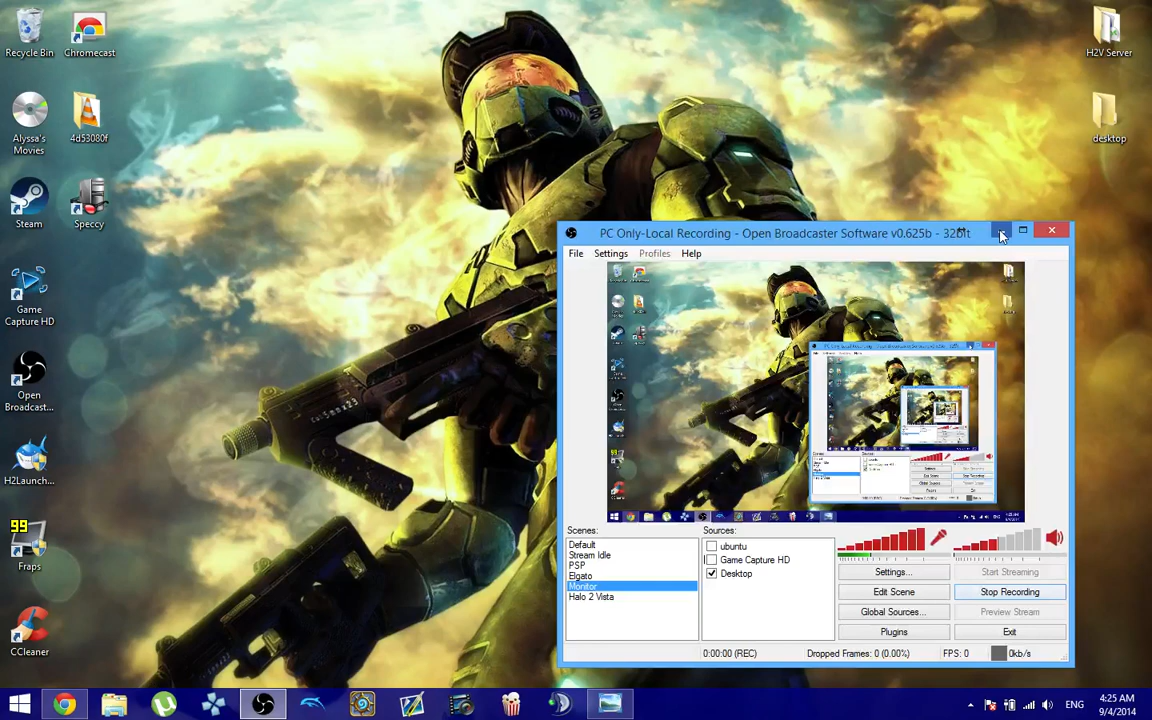 Recycle Bin
Chromecast
Alyssa's
Movies
4d53080f
Steam
Speccy
Game
Capture HD
Open
Broadcast...
H2Launch...
99
Fraps
CCleaner
H2V Server
desktop
PC Only-Local Recording - Open Broadcaster Software v0.625b - 32bit
File Settings Profiles Help
Scenes:
Default
Stream Idle
PSP
Elgato
Monitor
Halo 2 Vista
Sources:
ubuntu
Game Capture HD
Desktop
Settings...
Start Streaming
Edit Scene
Stop Recording
Global Sources...
Preview Stream
Plugins
Exit
0:00:00 (REC)
Dropped Frames: 0 (0.00%)
FPS: 0
0kb/s
ENG
4:25 AM
9/4/2014